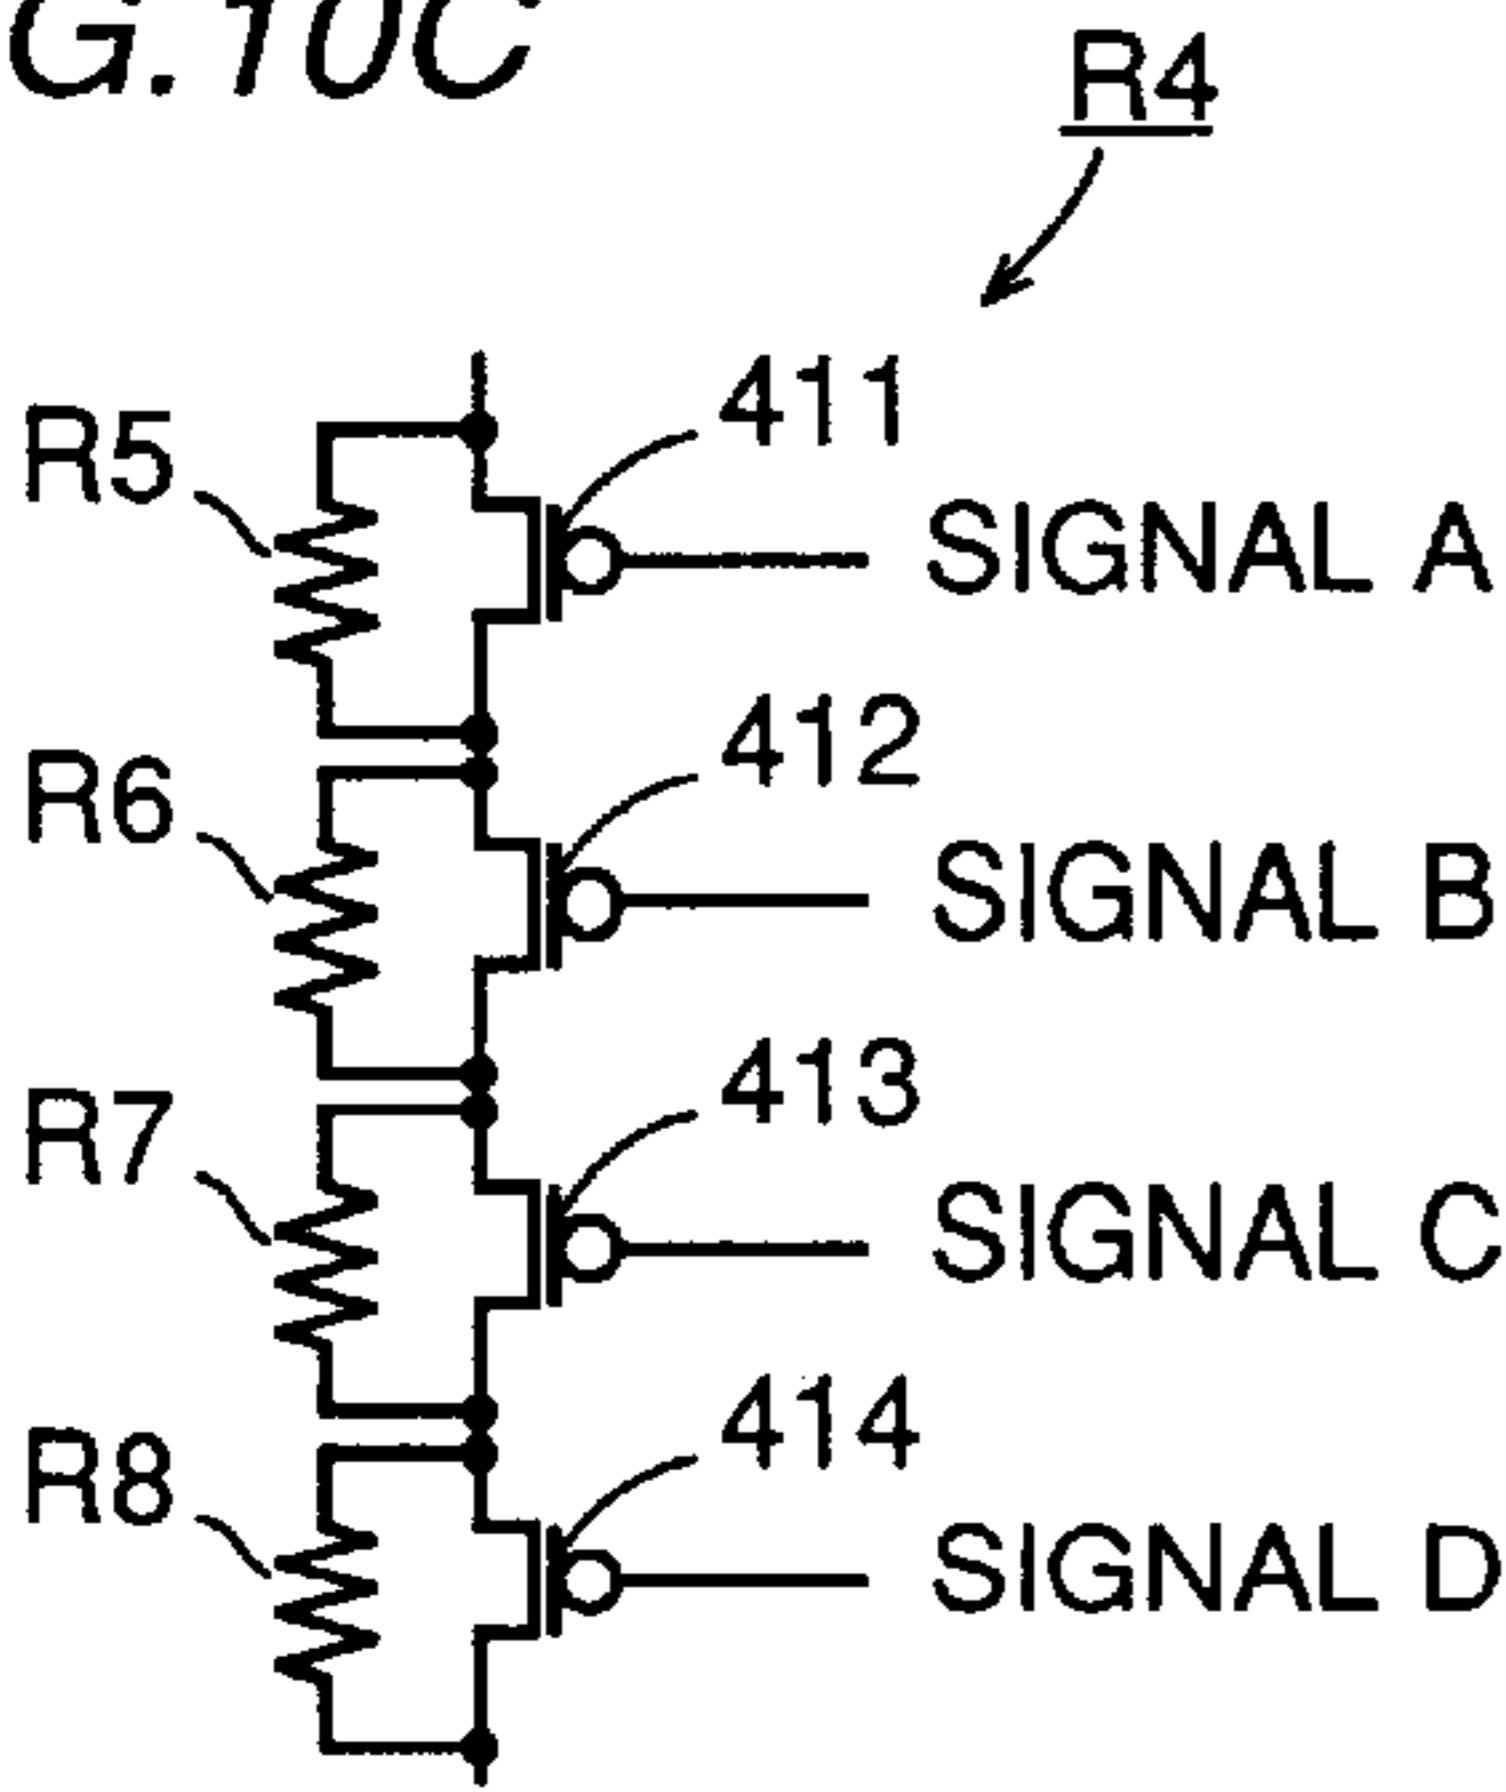 G.10C
R4
R5
411
SIGNAL A
R6
412
SIGNAL B
R7
413
SIGNAL C
R8
414
SIGNAL D